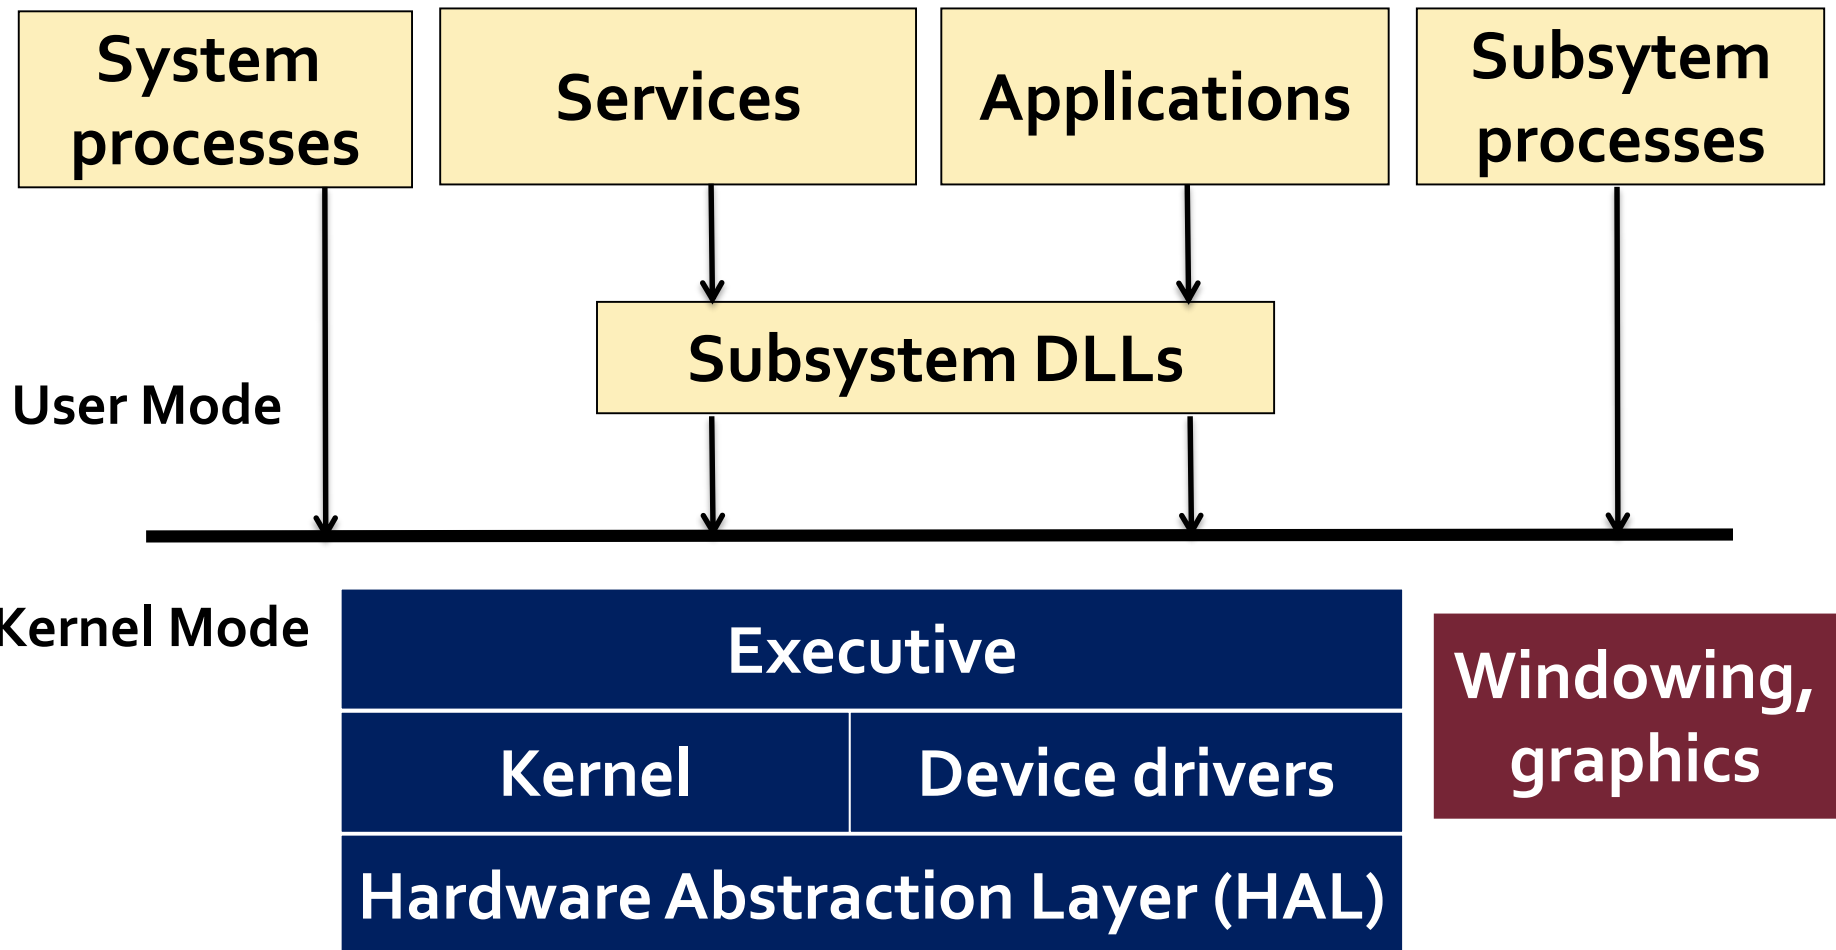 System
processes
Services
Applications
Subsytem
processes
Subsystem DLLs
User Mode
Kernel Mode
Executive
Windowing,
graphics
Kernel
Device drivers
Hardware Abstraction Layer (HAL)